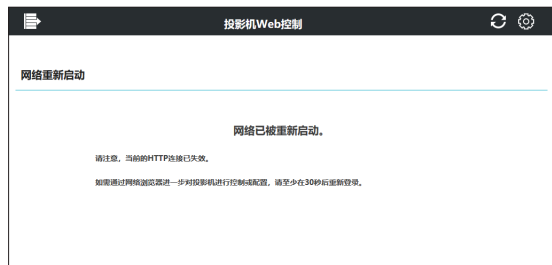 投影机Web控制
网络重新启动
网络已被重新启动。
请注意，当前的HTTP连接已失效。
如需通过网络浏览器进一步对投影机进行控制或配置，请至少在30秒后重新登录。